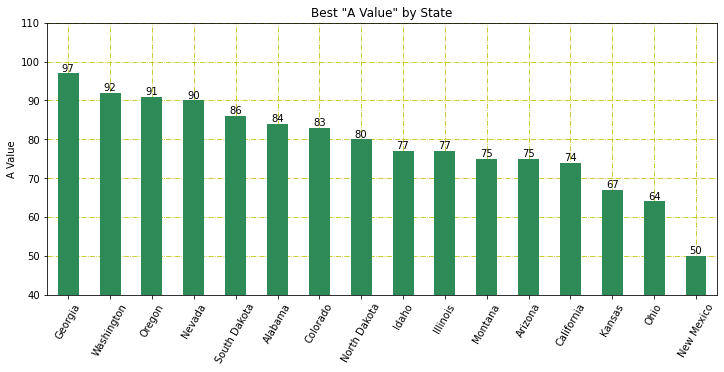 Best "A Value" by State
A Value
110
100
90
80
70
60
50
40
97
92
91
90
86
84
83
80
77
77
75
75
74
67
64
50
Georgia
Washington
Oregon
Nevada
South Dakota
Alabama
Colorado
North Dakota
Idaho
Illinois
Montana
Arizona
California
Kansas
Ohio
New Mexico